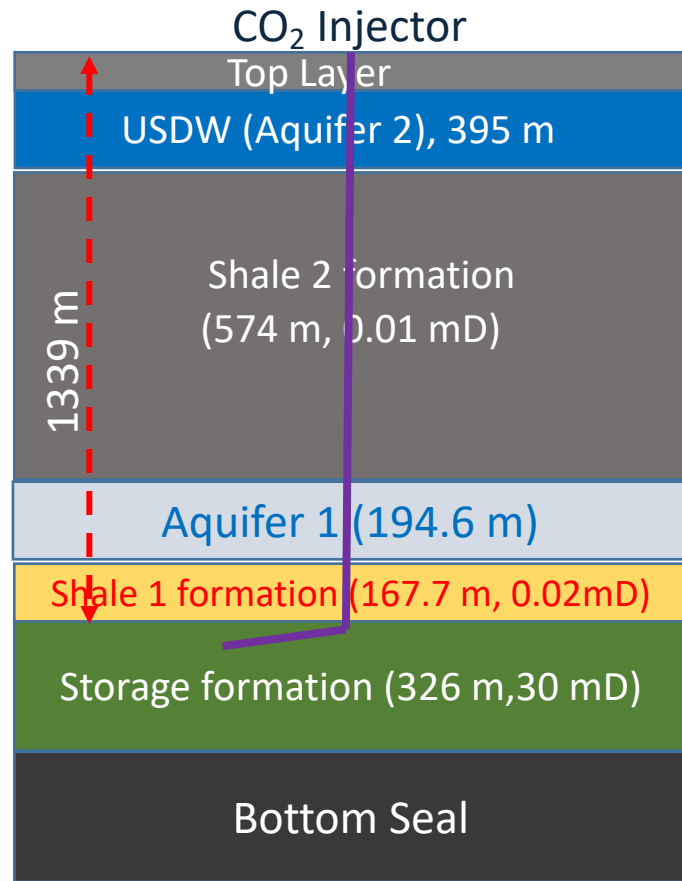 CO₂ Injector
Top Layer
USDW (Aquifer 2), 395 m
Shale 2 formation
(574 m, 0.01 mD)
1339 m
Aquifer 1 (194.6 m)
Shale 1 formation (167.7 m, 0.02mD)
Storage formation (326 m,30 mD)
Bottom Seal